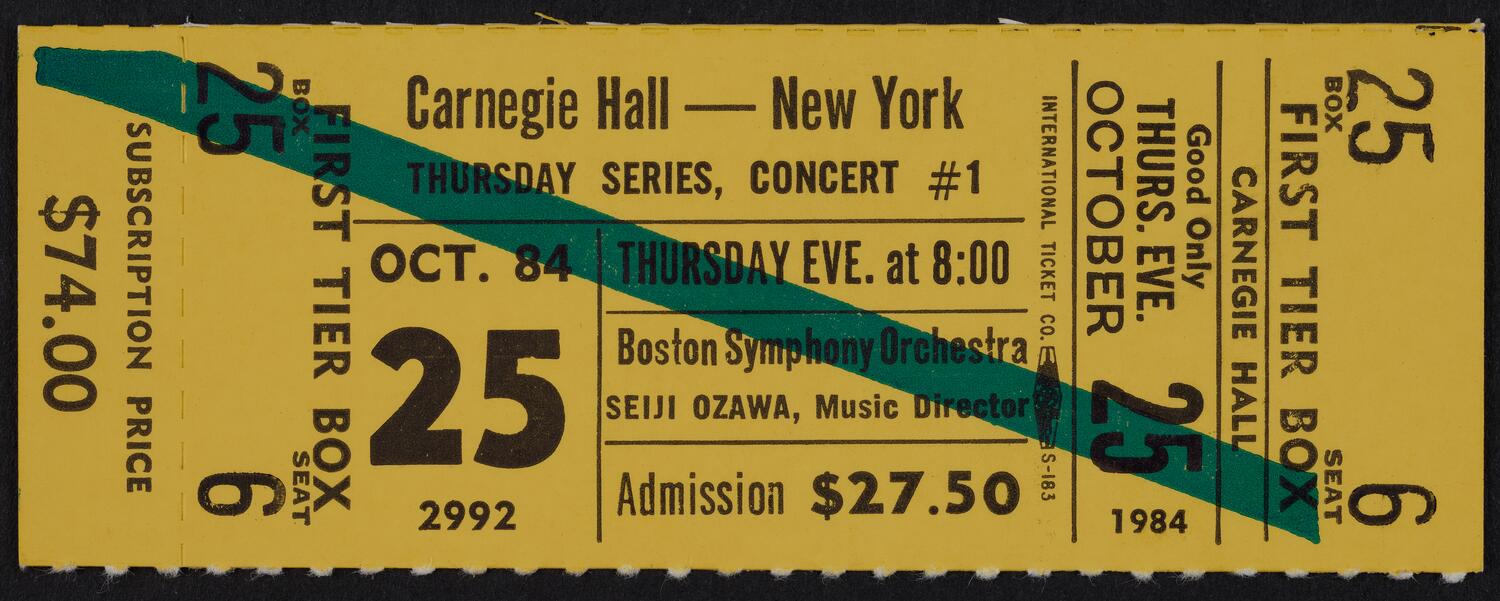 $74.00
SUBSCRIPTION PRICE
25
BOX
FIRST TIER BOX
SEAT
6
Carnegie Hall — New York
THURSDAY SERIES, CONCERT #1
OCT. 84
25
2992
THURSDAY EVE. at 8:00
Boston Symphony Orchestra
SEIJI OZAWA, Music Director
Admission $27.50
INTERNATIONAL TICKET CO. S-183
Good Only
THURS. EVE.
OCTOBER
25
1984
CARNEGIE HALL
FIRST TIER BOX
BOX
25
SEAT
6